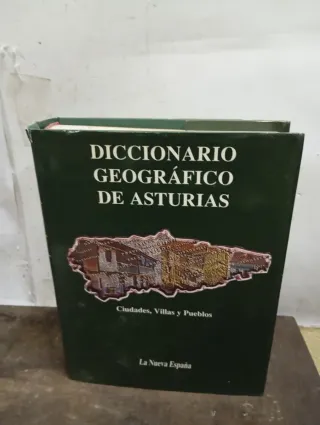 DICCIONARIO
GEOGRÁFICO
DE ASTURIAS
Ciudades, Villas y Pueblos
La Nueva España